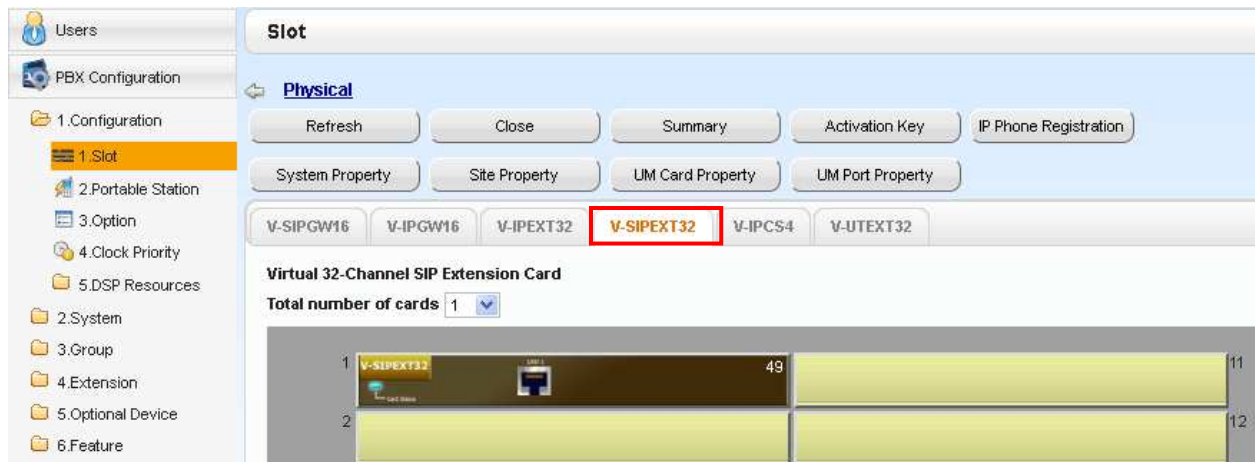 Users
PBX Configuration
1.Configuration
1.Slot
2.Portable Station
3.Option
4.Clock Priority
5.DSP Resources
2.System
3.Group
4.Extension
5.Optional Device
6.Feature
Slot
Physical
Refresh Close Summary Activation Key IP Phone Registration
System Property Site Property UM Card Property UM Port Property
V-SIPGW16 V-IPGW16 V-IPEXT32 V-SIPEXT32 V-IPCS4 V-UTEXT32
Virtual 32-Channel SIP Extension Card
Total number of cards 1
1 V-SIPEXT32 49 11
Card Status
2 12